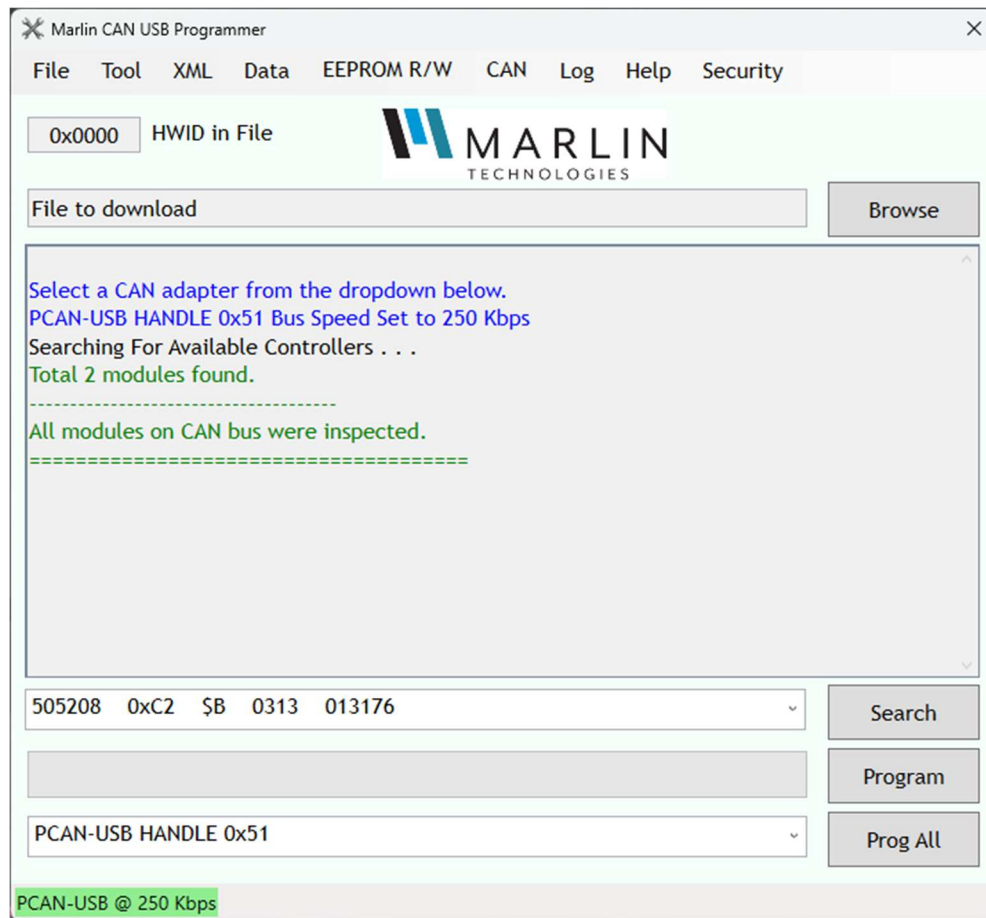 Marlin CAN USB Programmer
File Tool XML Data EEPROM R/W CAN Log Help Security
0x0000 HWID in File
MARLIN
TECHNOLOGIES
File to download Browse
Select a CAN adapter from the dropdown below.
PCAN-USB HANDLE 0x51 Bus Speed Set to 250 Kbps
Searching For Available Controllers . . .
Total 2 modules found.
-------------------------------------
All modules on CAN bus were inspected.
======================================
505208 0xC2 $B 0313 013176 Search
Program
PCAN-USB HANDLE 0x51 Prog All
PCAN-USB @ 250 Kbps